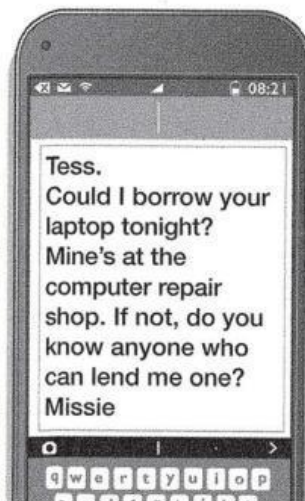 08:21
Tess.
Could I borrow your
laptop tonight?
Mine's at the
computer repair
shop. If not, do you
know anyone who
can lend me one?
Missie
q w e r t y u i o p